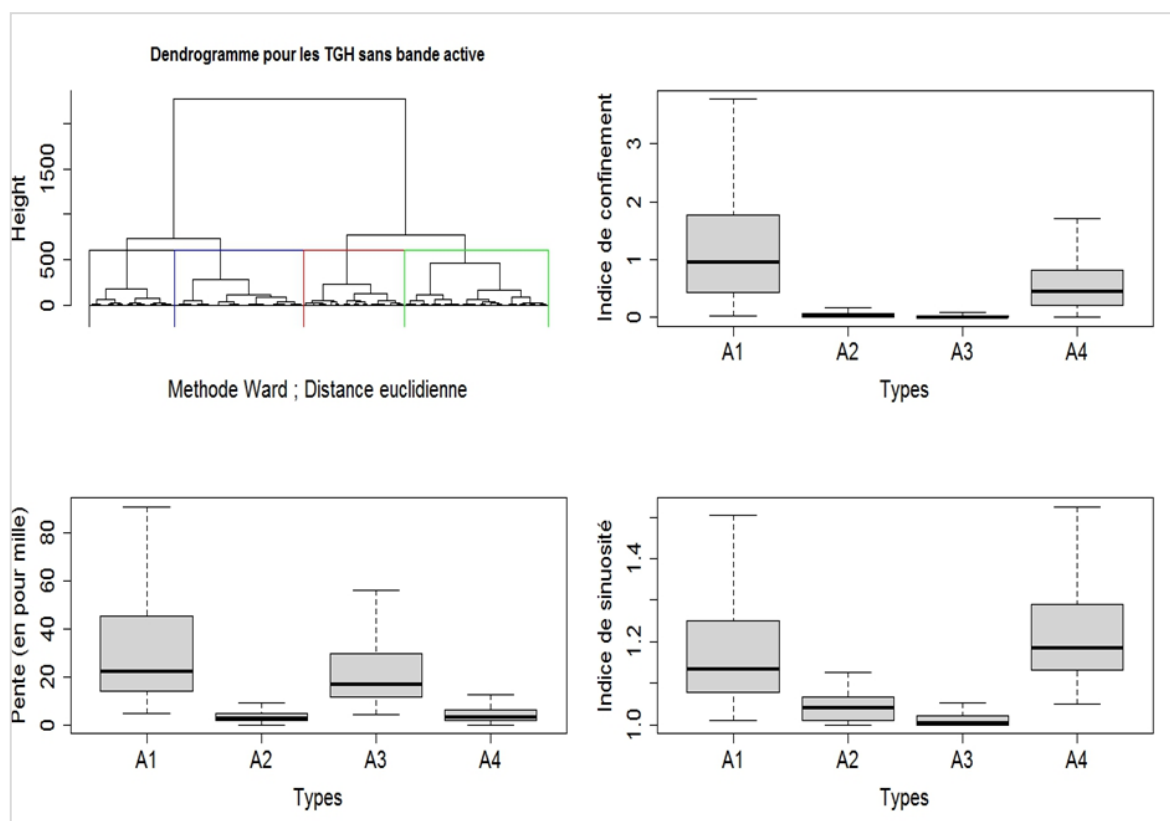 Dendrogramme pour les TGH sans bande active
Height
0 500 1500
Methode Ward ; Distance euclidienne
Indice de confinement
0 1 2 3
A1 A2 A3 A4
Types
Pente (en pour mille)
0 20 40 60 80
A1 A2 A3 A4
Types
Indice de sinuosité
1.0 1.2 1.4
A1 A2 A3 A4
Types